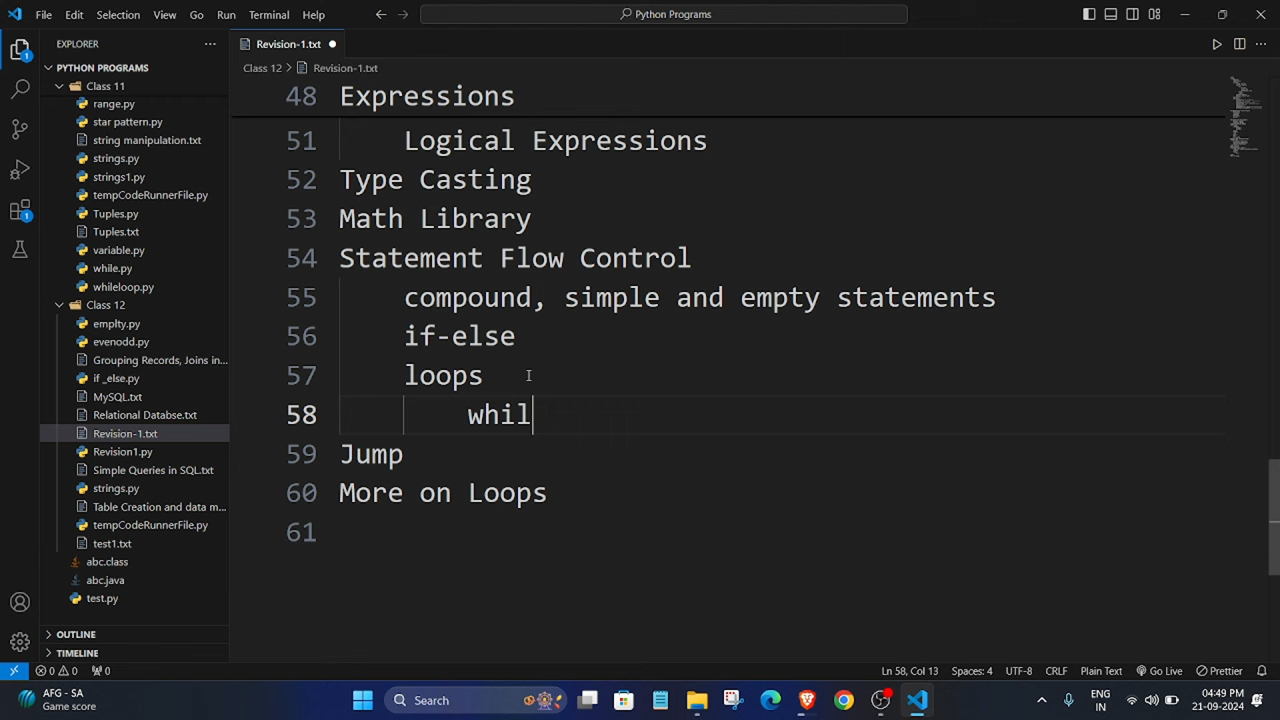 File Edit Selection View Go Run Terminal Help
Python Programs
EXPLORER
Revision-1.txt
PYTHON PROGRAMS
Class 12 > Revision-1.txt
Class 11
range.py
star pattern.py
string manipulation.txt
strings.py
strings1.py
tempCodeRunnerFile.py
Tuples.py
Tuples.txt
variable.py
while.py
whileloop.py
Class 12
emplty.py
evenodd.py
Grouping Records, Joins in...
if _else.py
MySQL.txt
Relational Databse.txt
Revision-1.txt
Revision1.py
Simple Queries in SQL.txt
strings.py
Table Creation and data m...
tempCodeRunnerFile.py
test1.txt
abc.class
abc.java
test.py
OUTLINE
TIMELINE
48 Expressions
51 Logical Expressions
52 Type Casting
53 Math Library
54 Statement Flow Control
55 compound, simple and empty statements
56 if-else
57 loops
58 whil
59 Jump
60 More on Loops
61
0 0 0
Ln 58, Col 13 Spaces: 4 UTF-8 CRLF Plain Text Go Live Prettier
AFG - SA
Game score
Search
ENG
IN
04:49 PM
21-09-2024